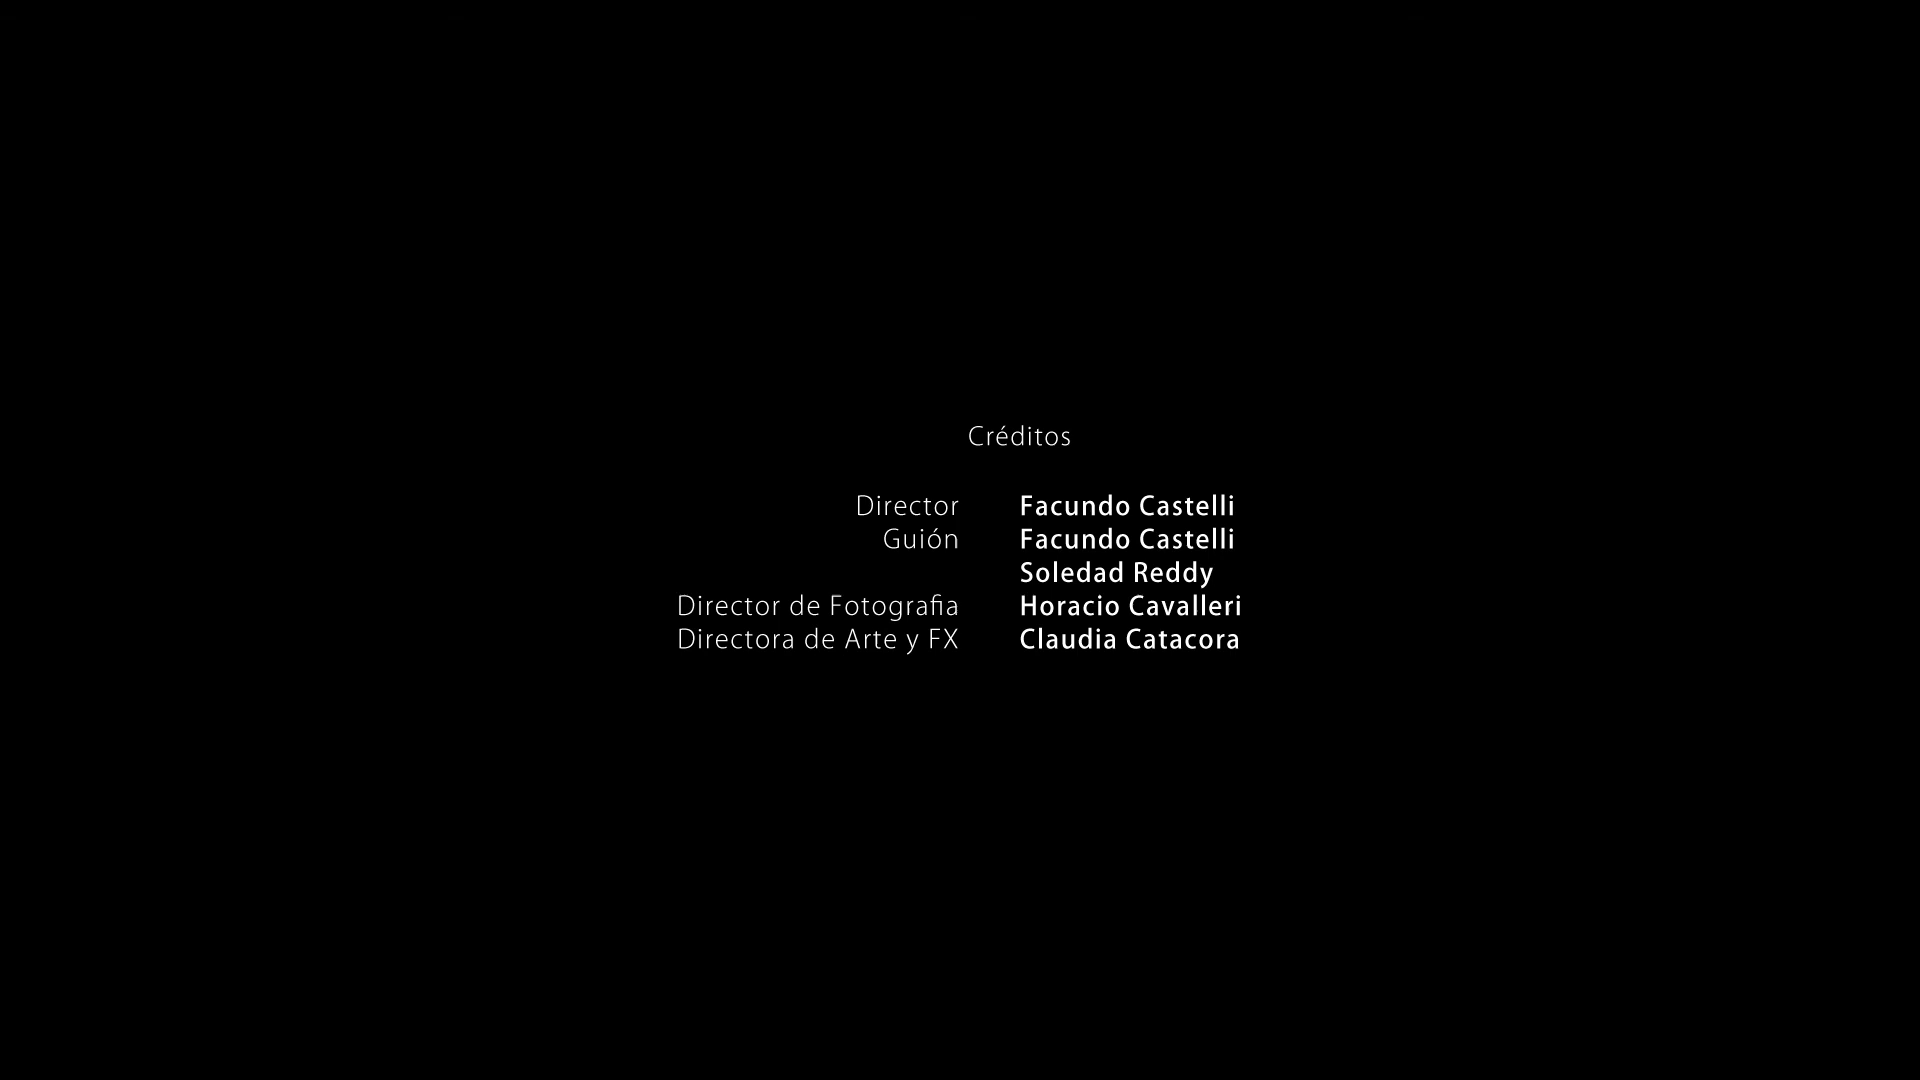 Créditos
Director Facundo Castelli
Guión Facundo Castelli
Soledad Reddy
Director de Fotografia Horacio Cavalleri
Directora de Arte y FX Claudia Catacora